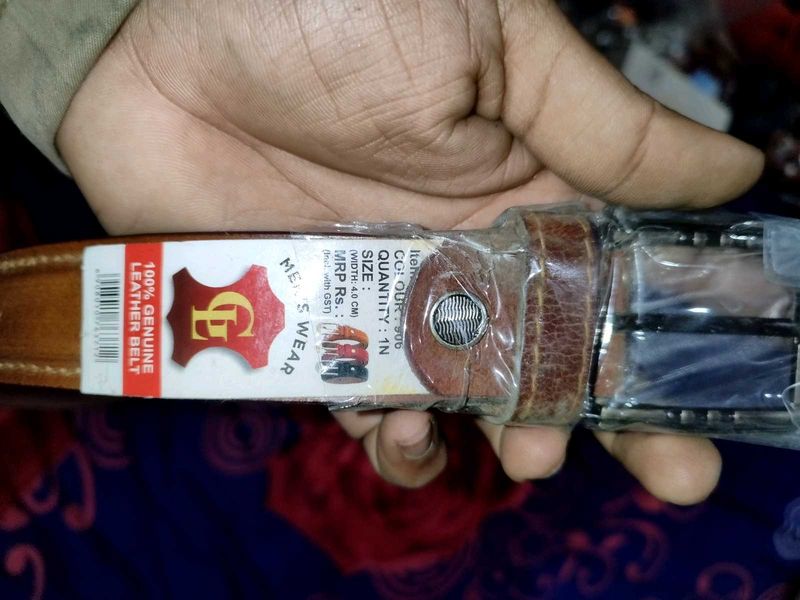 COLOUR / 906
QUANTITY : 1N
SIZE :
(WIDTH: 4.0 CM)
MRP Rs. :
(Incl. with GST)
MEN'S WEAR
100% GENUINE
LEATHER BELT